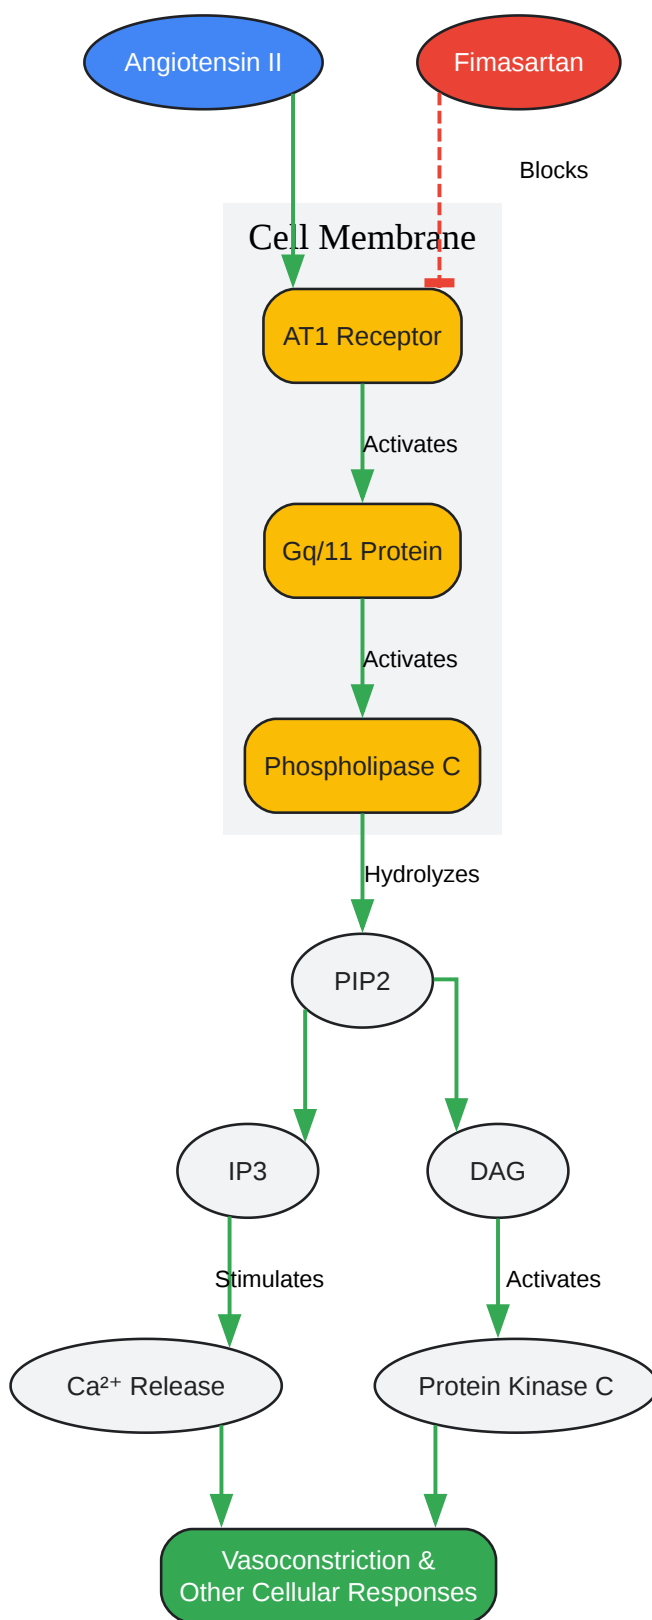 Angiotensin II
Fimasartan
Blocks
Cell Membrane
AT1 Receptor
Activates
Gq/11 Protein
Activates
Phospholipase C
Hydrolyzes
PIP2
IP3
DAG
Stimulates
Activates
Ca²⁺ Release
Protein Kinase C
Vasoconstriction &
Other Cellular Responses